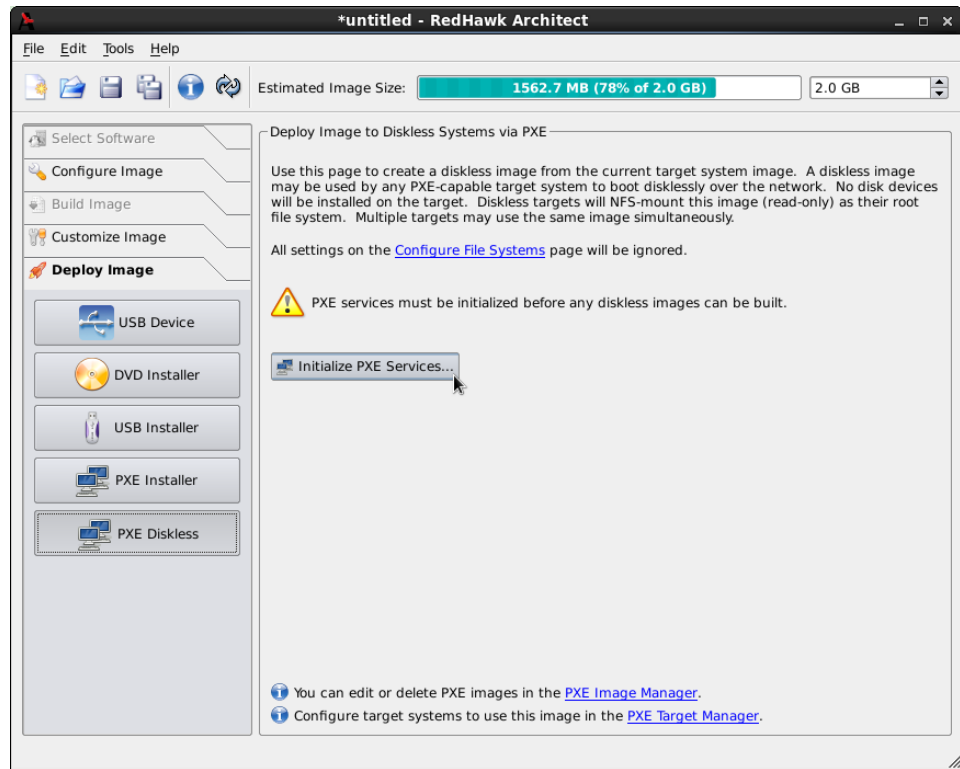 *untitled - RedHawk Architect
File Edit Tools Help
Estimated Image Size: 1562.7 MB (78% of 2.0 GB) 2.0 GB
Select Software
Configure Image
Build Image
Customize Image
Deploy Image
USB Device
DVD Installer
USB Installer
PXE Installer
PXE Diskless
Deploy Image to Diskless Systems via PXE
Use this page to create a diskless image from the current target system image. A diskless image
may be used by any PXE-capable target system to boot disklessly over the network. No disk devices
will be installed on the target. Diskless targets will NFS-mount this image (read-only) as their root
file system. Multiple targets may use the same image simultaneously.
All settings on the Configure File Systems page will be ignored.
PXE services must be initialized before any diskless images can be built.
Initialize PXE Services...
You can edit or delete PXE images in the PXE Image Manager.
Configure target systems to use this image in the PXE Target Manager.